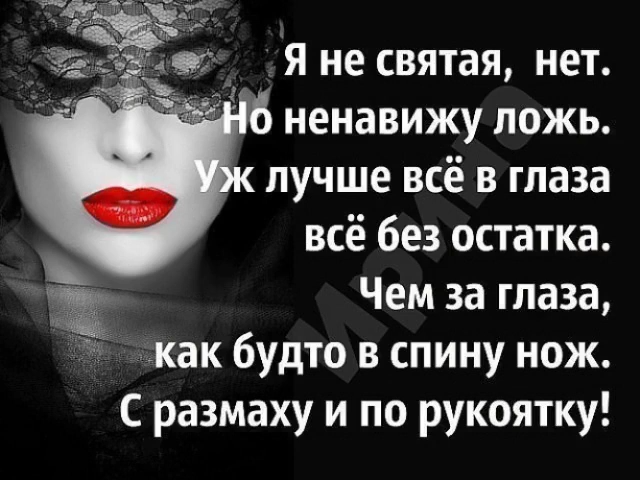 Я не святая, нет.
Но ненавижу ложь.
Уж лучше всё в глаза
всё без остатка.
Чем за глаза,
как будто в спину нож.
С размаху и по рукоятку!
Ирина